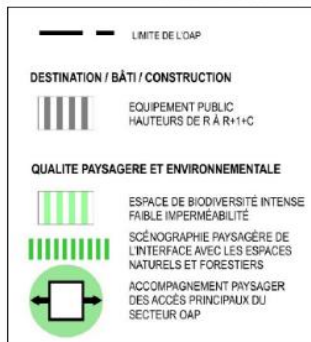 LIMITE DE L'OAP
DESTINATION / BÂTI / CONSTRUCTION
EQUIPEMENT PUBLIC
HAUTEURS DE R À R+1+C
QUALITE PAYSAGERE ET ENVIRONNEMENTALE
ESPACE DE BIODIVERSITÉ INTENSE
FAIBLE IMPERMÉABILITÉ
SCÉNOGRAPHIE PAYSAGÈRE DE
L'INTERFACE AVEC LES ESPACES
NATURELS ET FORESTIERS
ACCOMPAGNEMENT PAYSAGER
DES ACCÈS PRINCIPAUX DU
SECTEUR OAP